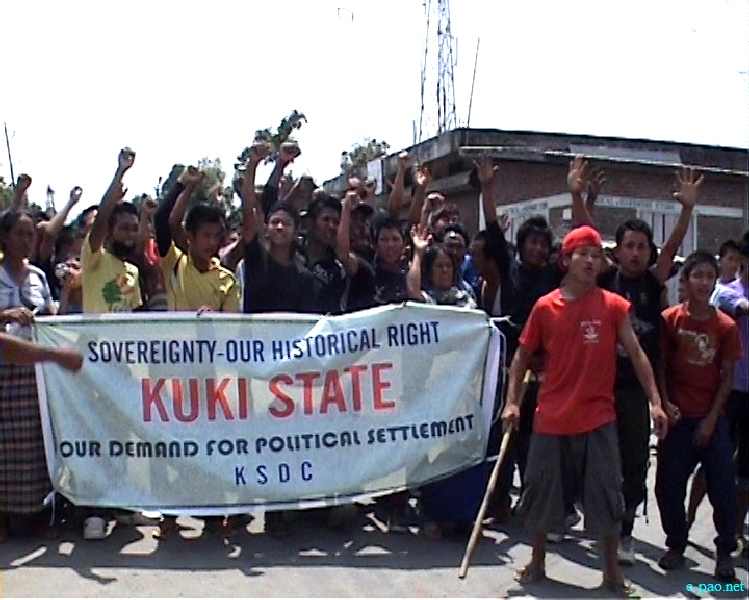 SOVEREIGNTY-OUR HISTORICAL RIGHT
KUKI STATE
OUR DEMAND FOR POLITICAL SETTLEMENT
KSDC
e-pao.net